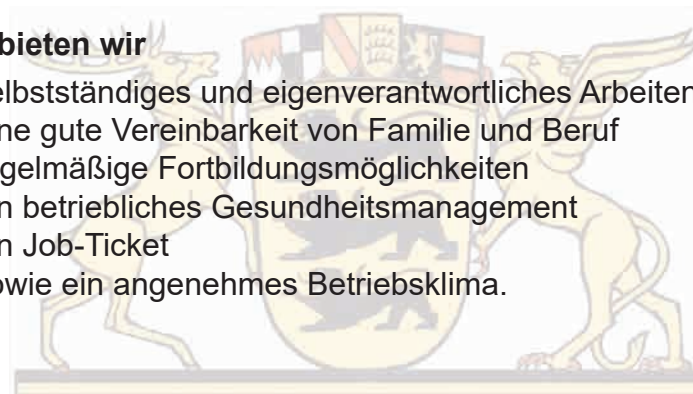 bieten wir
elbstständiges und eigenverantwortliches Arbeiten
ne gute Vereinbarkeit von Familie und Beruf
gelmäßige Fortbildungsmöglichkeiten
n betriebliches Gesundheitsmanagement
n Job-Ticket
owie ein angenehmes Betriebsklima.